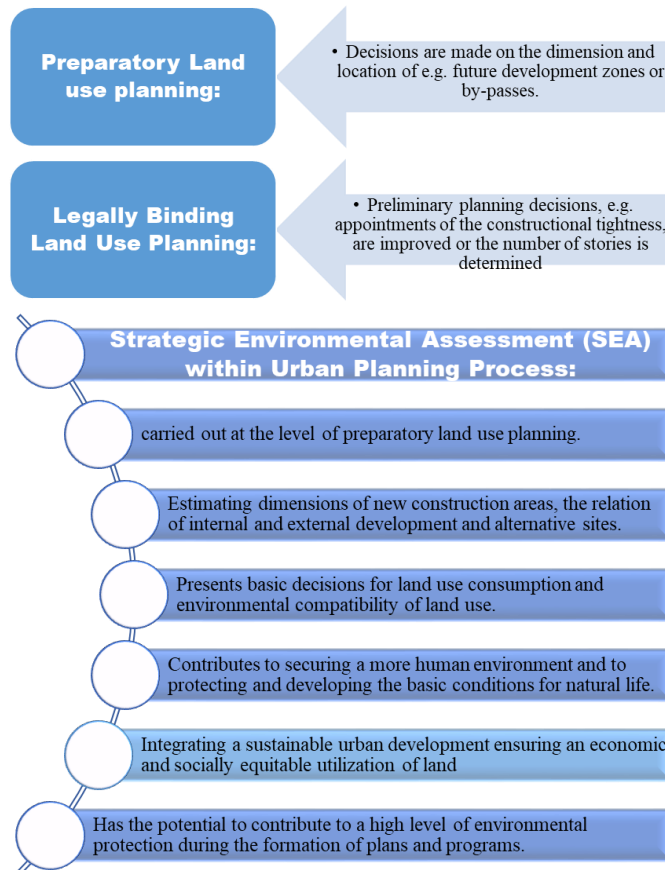 Preparatory Land
use planning:
• Decisions are made on the dimension and
location of e.g. future development zones or
by-passes.
Legally Binding
Land Use Planning:
• Preliminary planning decisions, e.g.
appointments of the constructional tightness,
are improved or the number of stories is
determined
Strategic Environmental Assessment (SEA)
within Urban Planning Process:
carried out at the level of preparatory land use planning.
Estimating dimensions of new construction areas, the relation
of internal and external development and alternative sites.
Presents basic decisions for land use consumption and
environmental compatibility of land use.
Contributes to securing a more human environment and to
protecting and developing the basic conditions for natural life.
Integrating a sustainable urban development ensuring an economic
and socially equitable utilization of land
Has the potential to contribute to a high level of environmental
protection during the formation of plans and programs.